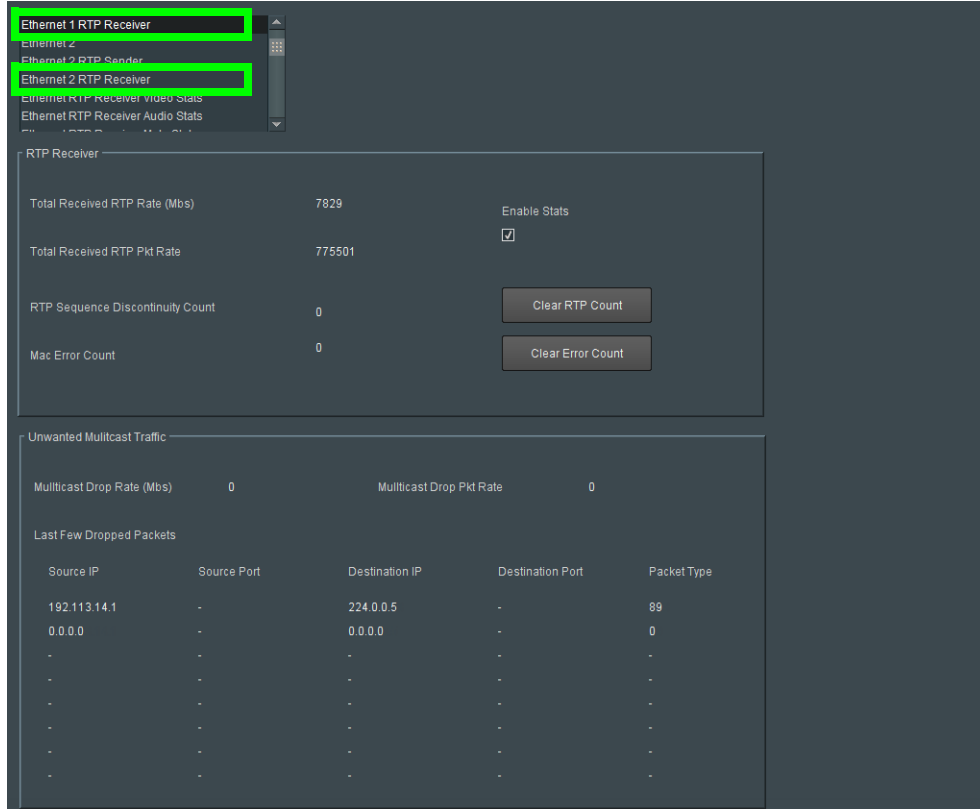 Ethernet 1 RTP Receiver
Ethernet 2
Ethernet 2 RTP Sender
Ethernet 2 RTP Receiver
Ethernet RTP Receiver Video Stats
Ethernet RTP Receiver Audio Stats
RTP Receiver
Total Received RTP Rate (Mbs) 7829
Enable Stats
Total Received RTP Pkt Rate 775501
RTP Sequence Discontinuity Count 0 Clear RTP Count
Mac Error Count 0 Clear Error Count
Unwanted Mulitcast Traffic
Mullticast Drop Rate (Mbs) 0 Mullticast Drop Pkt Rate 0
Last Few Dropped Packets
Source IP Source Port Destination IP Destination Port Packet Type
192.113.14.1 - 224.0.0.5 - 89
0.0.0.0 - 0.0.0.0 - 0
- - - - -
- - - - -
- - - - -
- - - - -
- - - - -
- - - - -